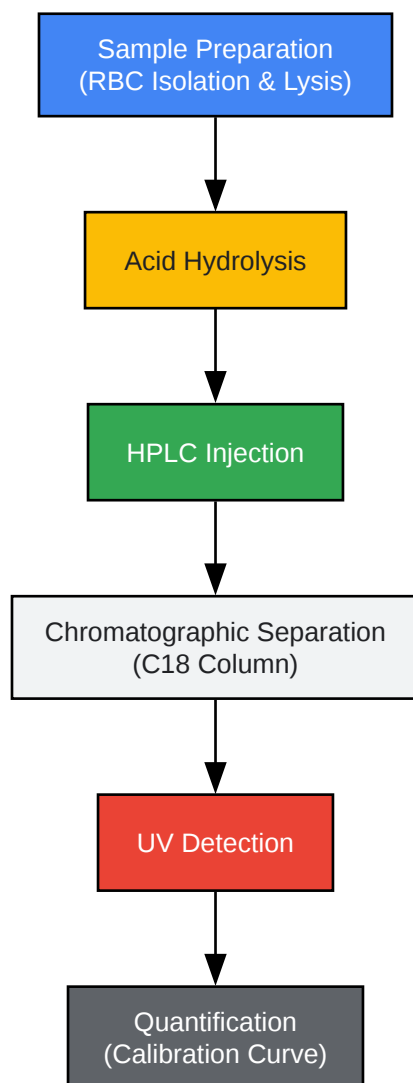 Sample Preparation
(RBC Isolation & Lysis)
Acid Hydrolysis
HPLC Injection
Chromatographic Separation
(C18 Column)
UV Detection
Quantification
(Calibration Curve)